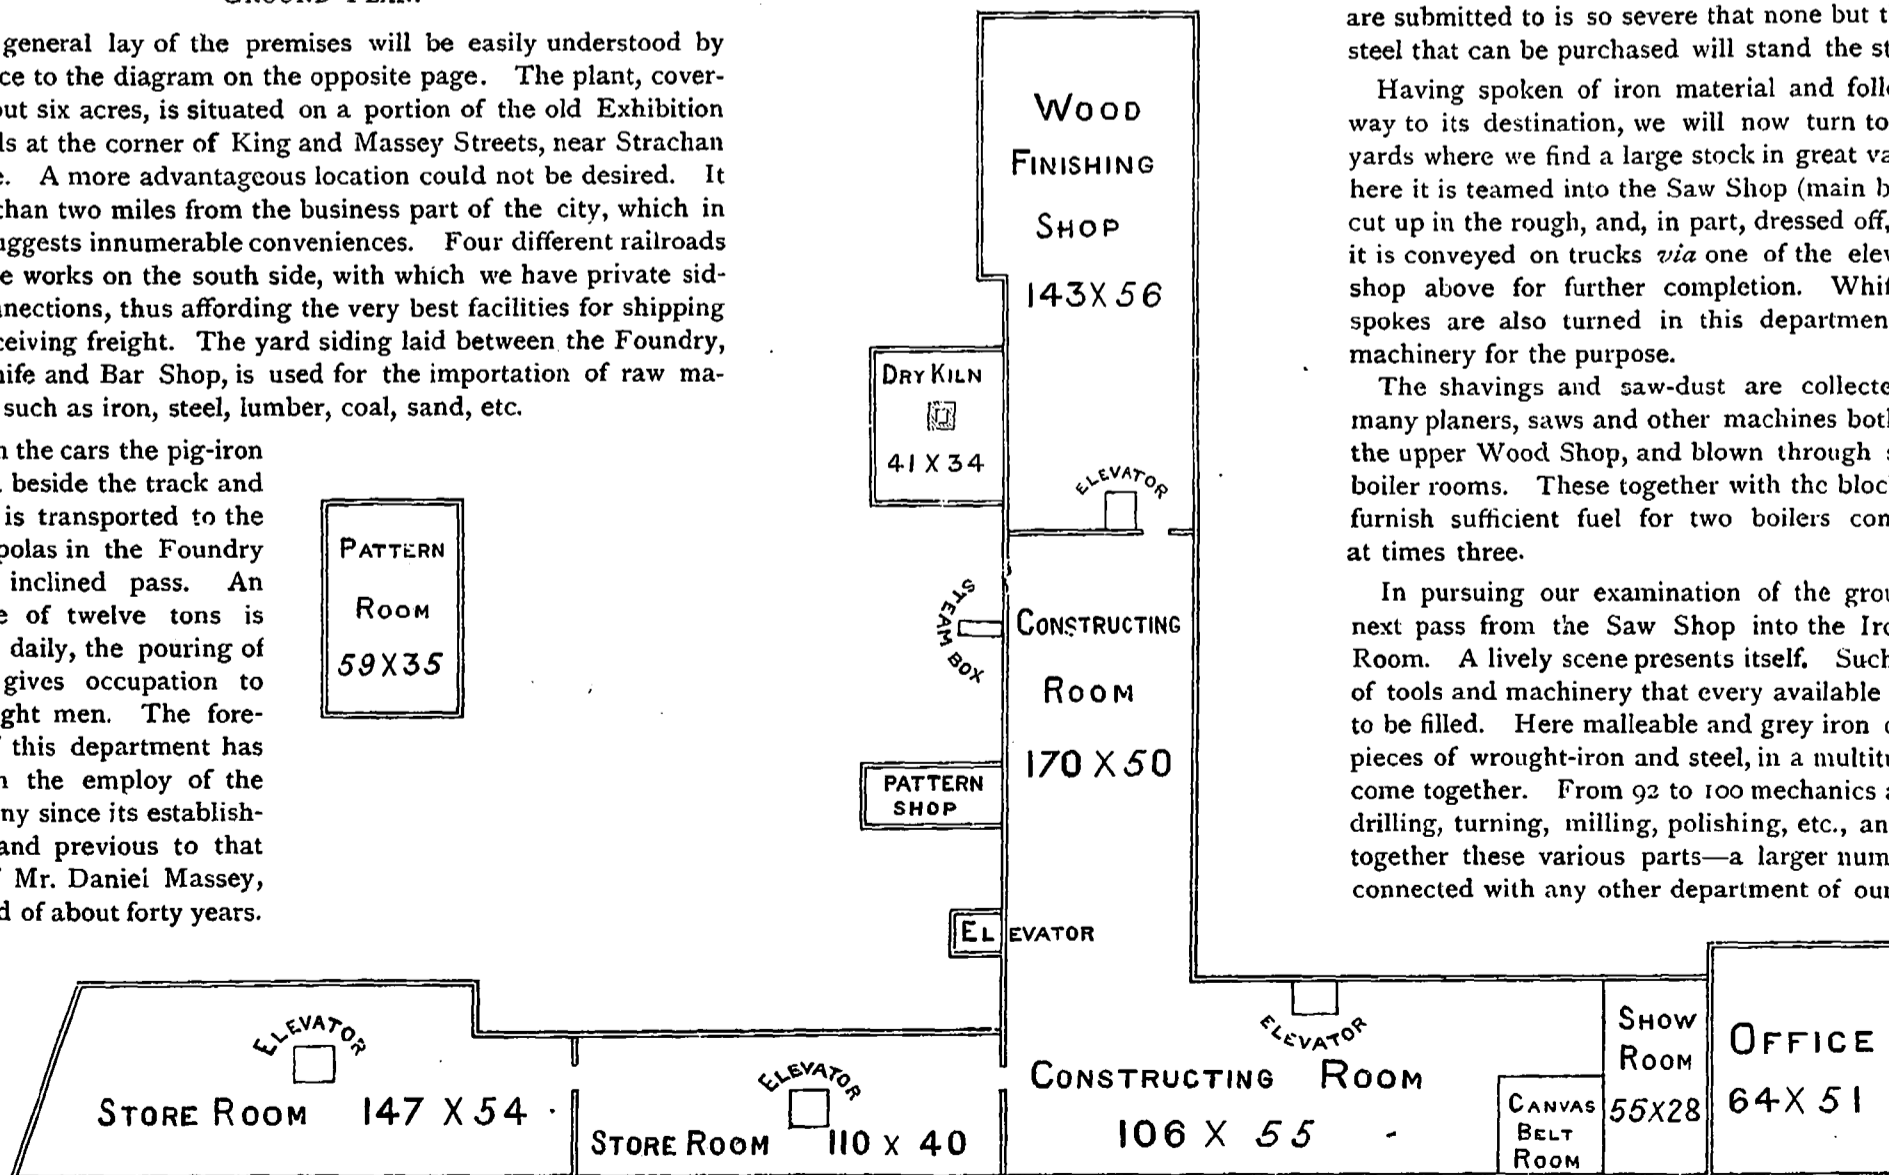 general lay of the premises will be easily understood by
ce to the diagram on the opposite page. The plant, cover-
out six acres, is situated on a portion of the old Exhibition
ds at the corner of King and Massey Streets, near Strachan
e. A more advantageous location could not be desired. It
than two miles from the business part of the city, which in
uggests innumerable conveniences. Four different railroads
e works on the south side, with which we have private sid-
nnections, thus affording the very best facilities for shipping
ceiving freight. The yard siding laid between the Foundry,
nife and Bar Shop, is used for the importation of raw ma-
such as iron, steel, lumber, coal, sand, etc.
n the cars the pig-iron
beside the track and
is transported to the
polas in the Foundry
inclined pass. An
e of twelve tons is
daily, the pouring of
gives occupation to
ght men. The fore-
this department has
n the employ of the
ny since its establish-
and previous to that
Mr. Daniel Massey,
d of about forty years.
PATTERN
ROOM
59X35
WOOD
FINISHING
SHOP
143X56
DRY KILN
41 X 34
ELEVATOR
STEAM BOX
CONSTRUCTING
ROOM
170 X 50
PATTERN
SHOP
ELEVATOR
ELEVATOR
STORE ROOM 147 X 54
ELEVATOR
STORE ROOM 110 X 40
ELEVATOR
CONSTRUCTING ROOM
106 X 55
CANVAS
BELT
ROOM
SHOW
ROOM
55X28
OFFICE
64X 51
are submitted to is so severe that none but t
steel that can be purchased will stand the st
Having spoken of iron material and foll
way to its destination, we will now turn to
yards where we find a large stock in great va
here it is teamed into the Saw Shop (main b
cut up in the rough, and, in part, dressed off,
it is conveyed on trucks via one of the elev
shop above for further completion. Whif
spokes are also turned in this departmen
machinery for the purpose.
The shavings and saw-dust are collecte
many planers, saws and other machines both
the upper Wood Shop, and blown through s
boiler rooms. These together with the bloc
furnish sufficient fuel for two boilers con
at times three.
In pursuing our examination of the grou
next pass from the Saw Shop into the Iro
Room. A lively scene presents itself. Such
of tools and machinery that every available
to be filled. Here malleable and grey iron c
pieces of wrought-iron and steel, in a multitu
come together. From 92 to 100 mechanics a
drilling, turning, milling, polishing, etc., an
together these various parts—a larger num
connected with any other department of our